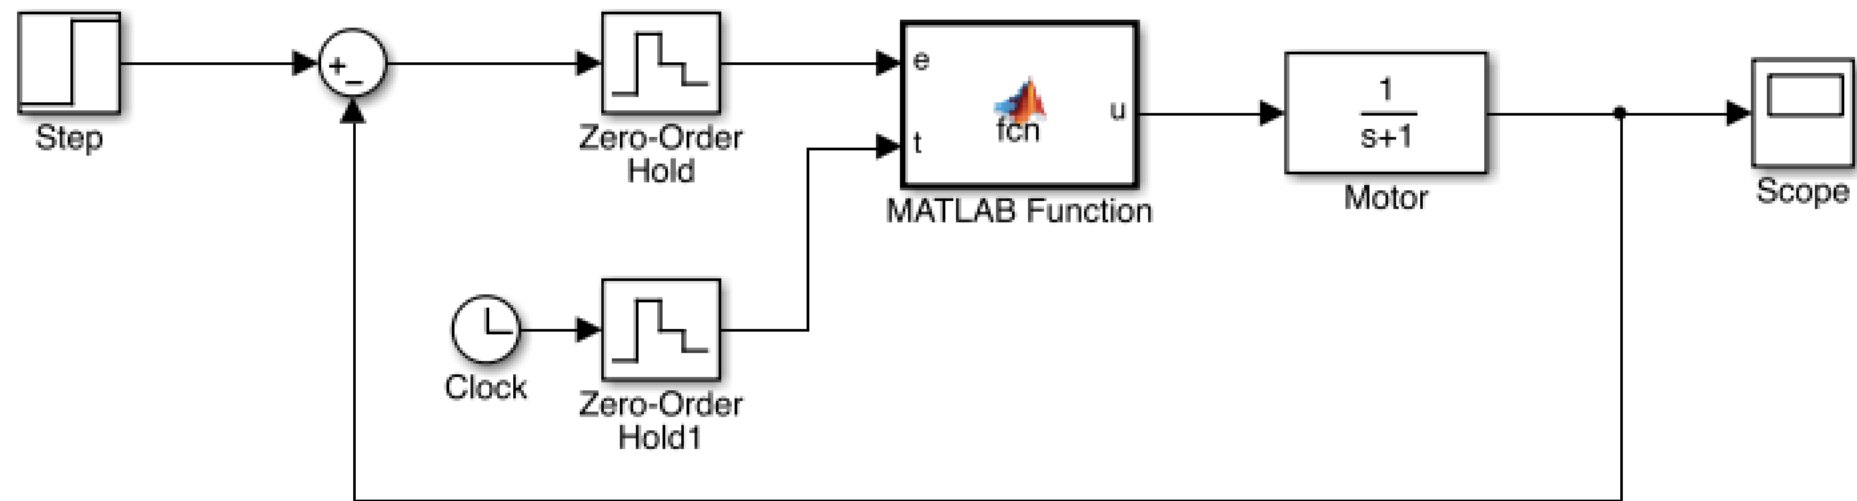 +
−
Step
Zero-Order
Hold
e
t
fcn
u
MATLAB Function
1
s+1
Motor
Scope
Clock
Zero-Order
Hold1